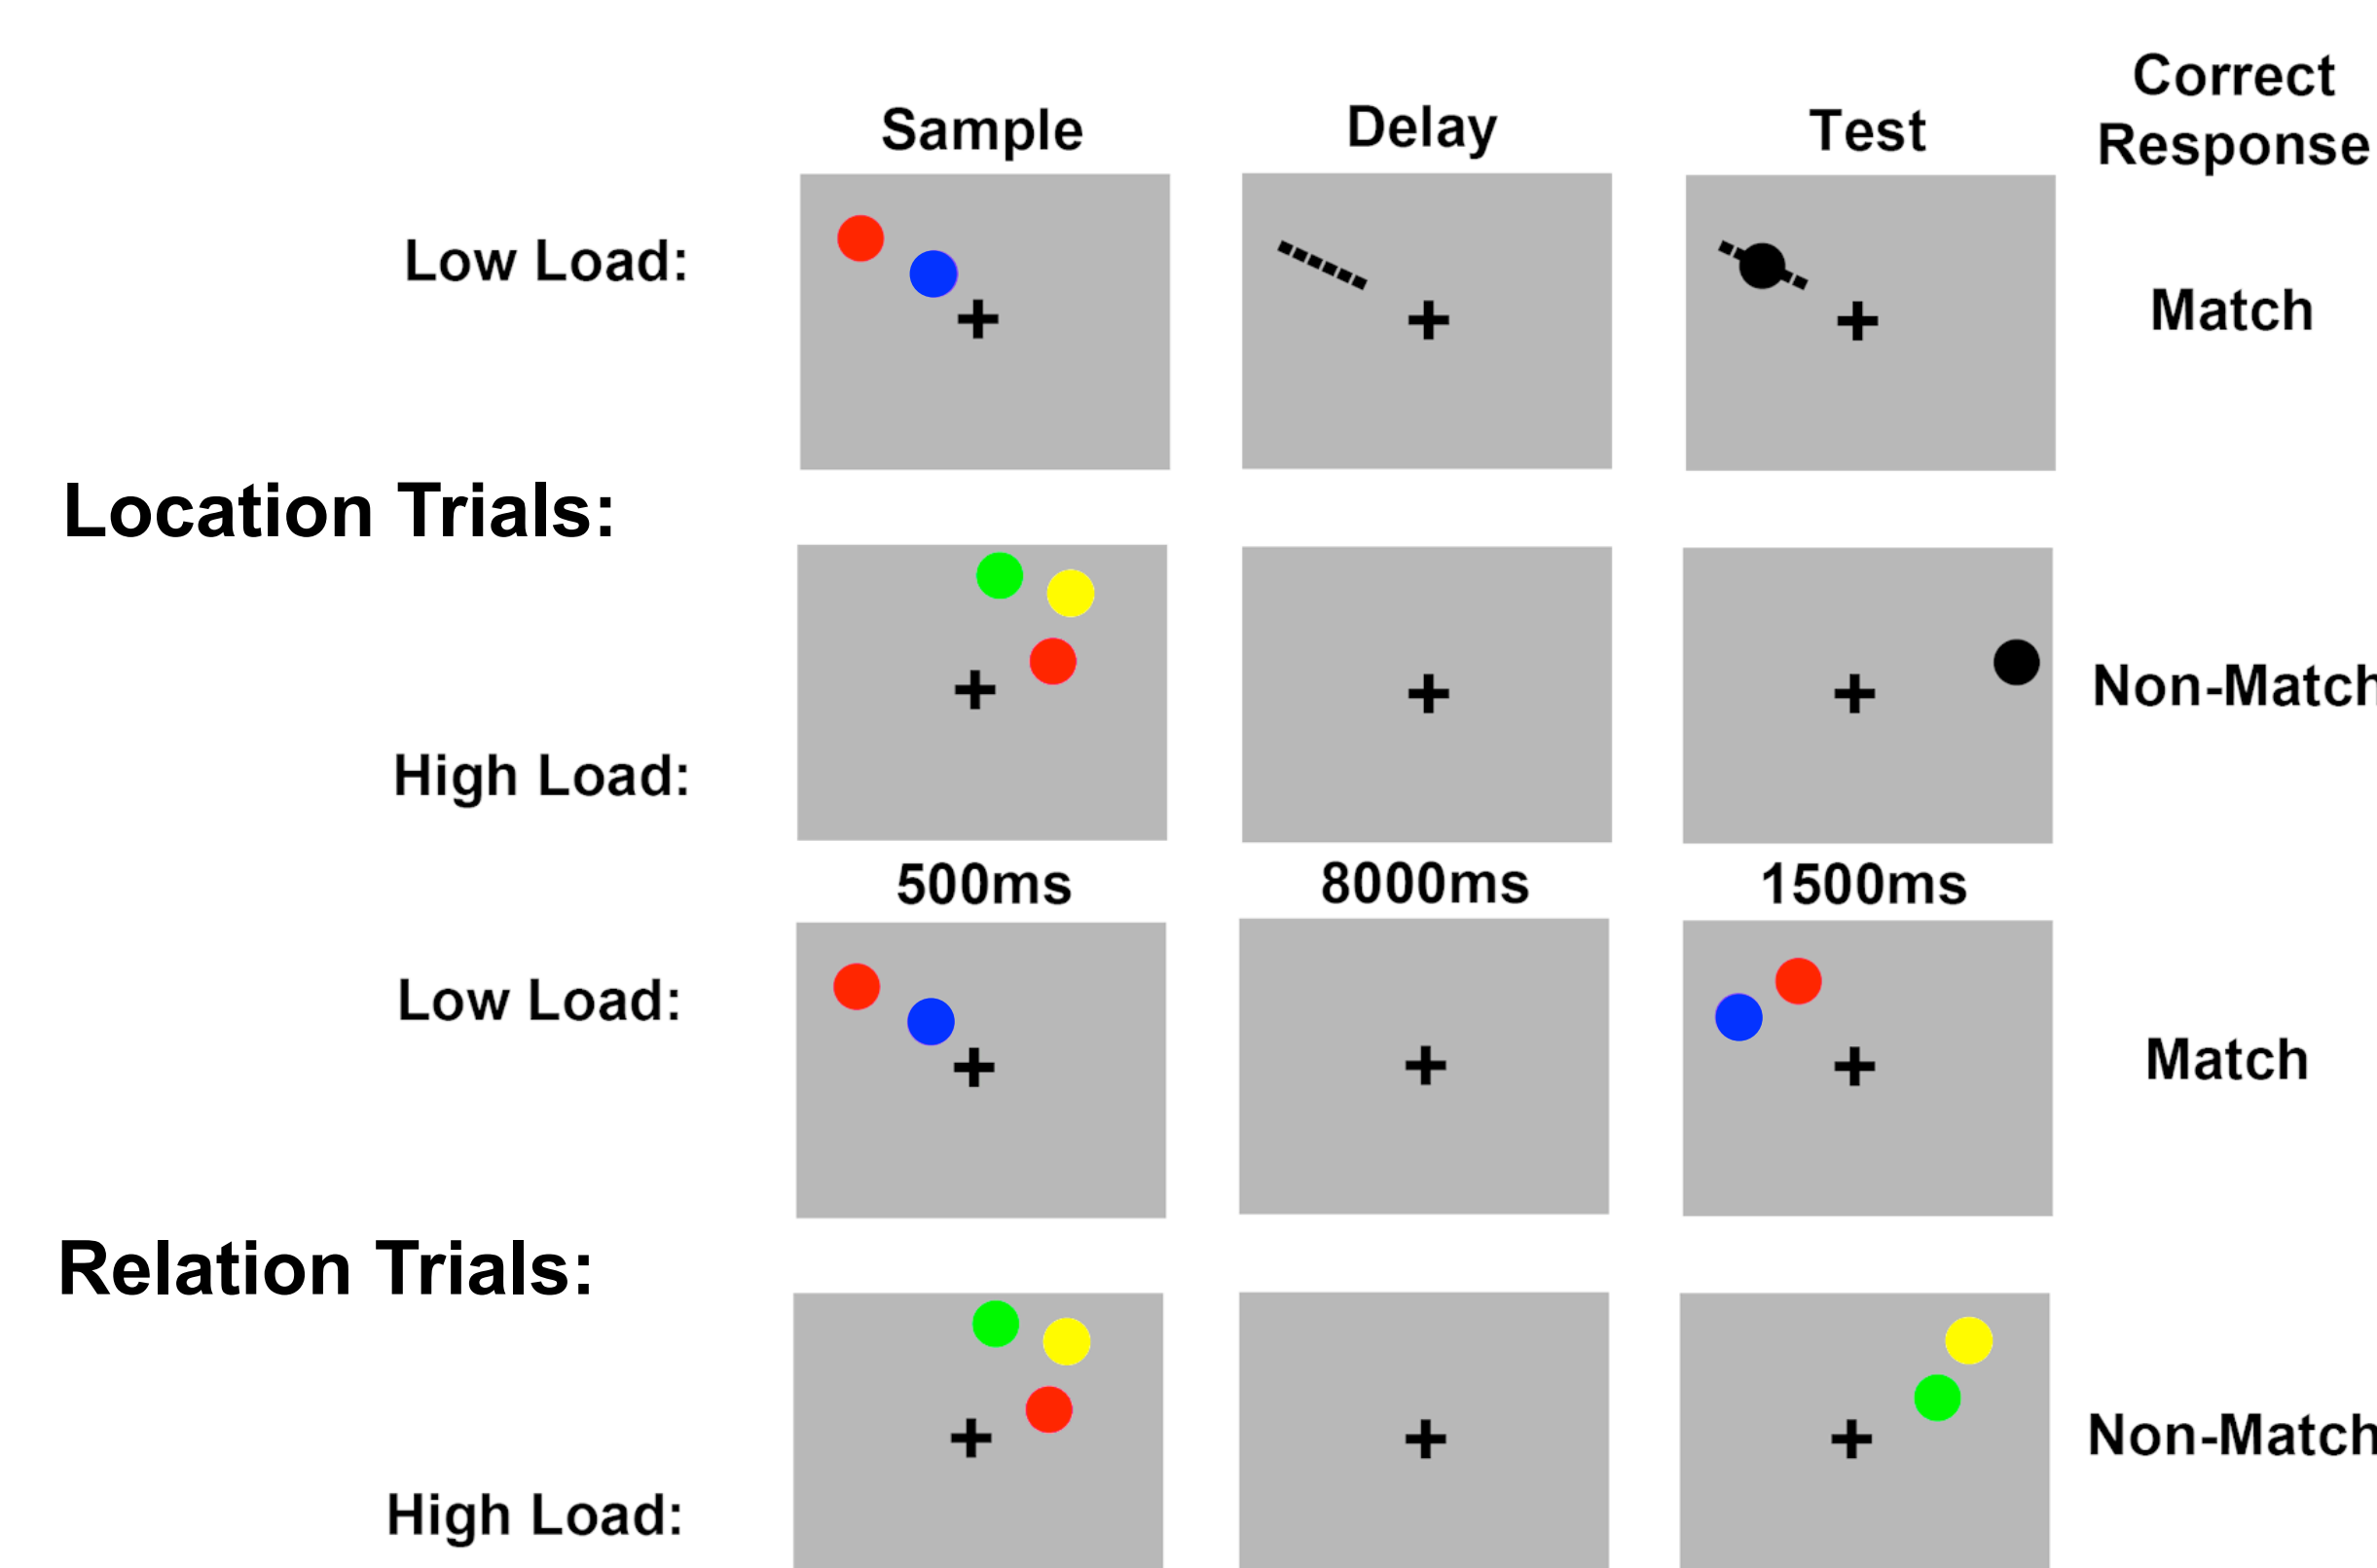 Correct
Response
Sample
Delay
Test
Low Load:
Match
Location Trials:
Non-Match
High Load:
500ms
8000ms
1500ms
Low Load:
Match
Relation Trials:
Non-Match
High Load: